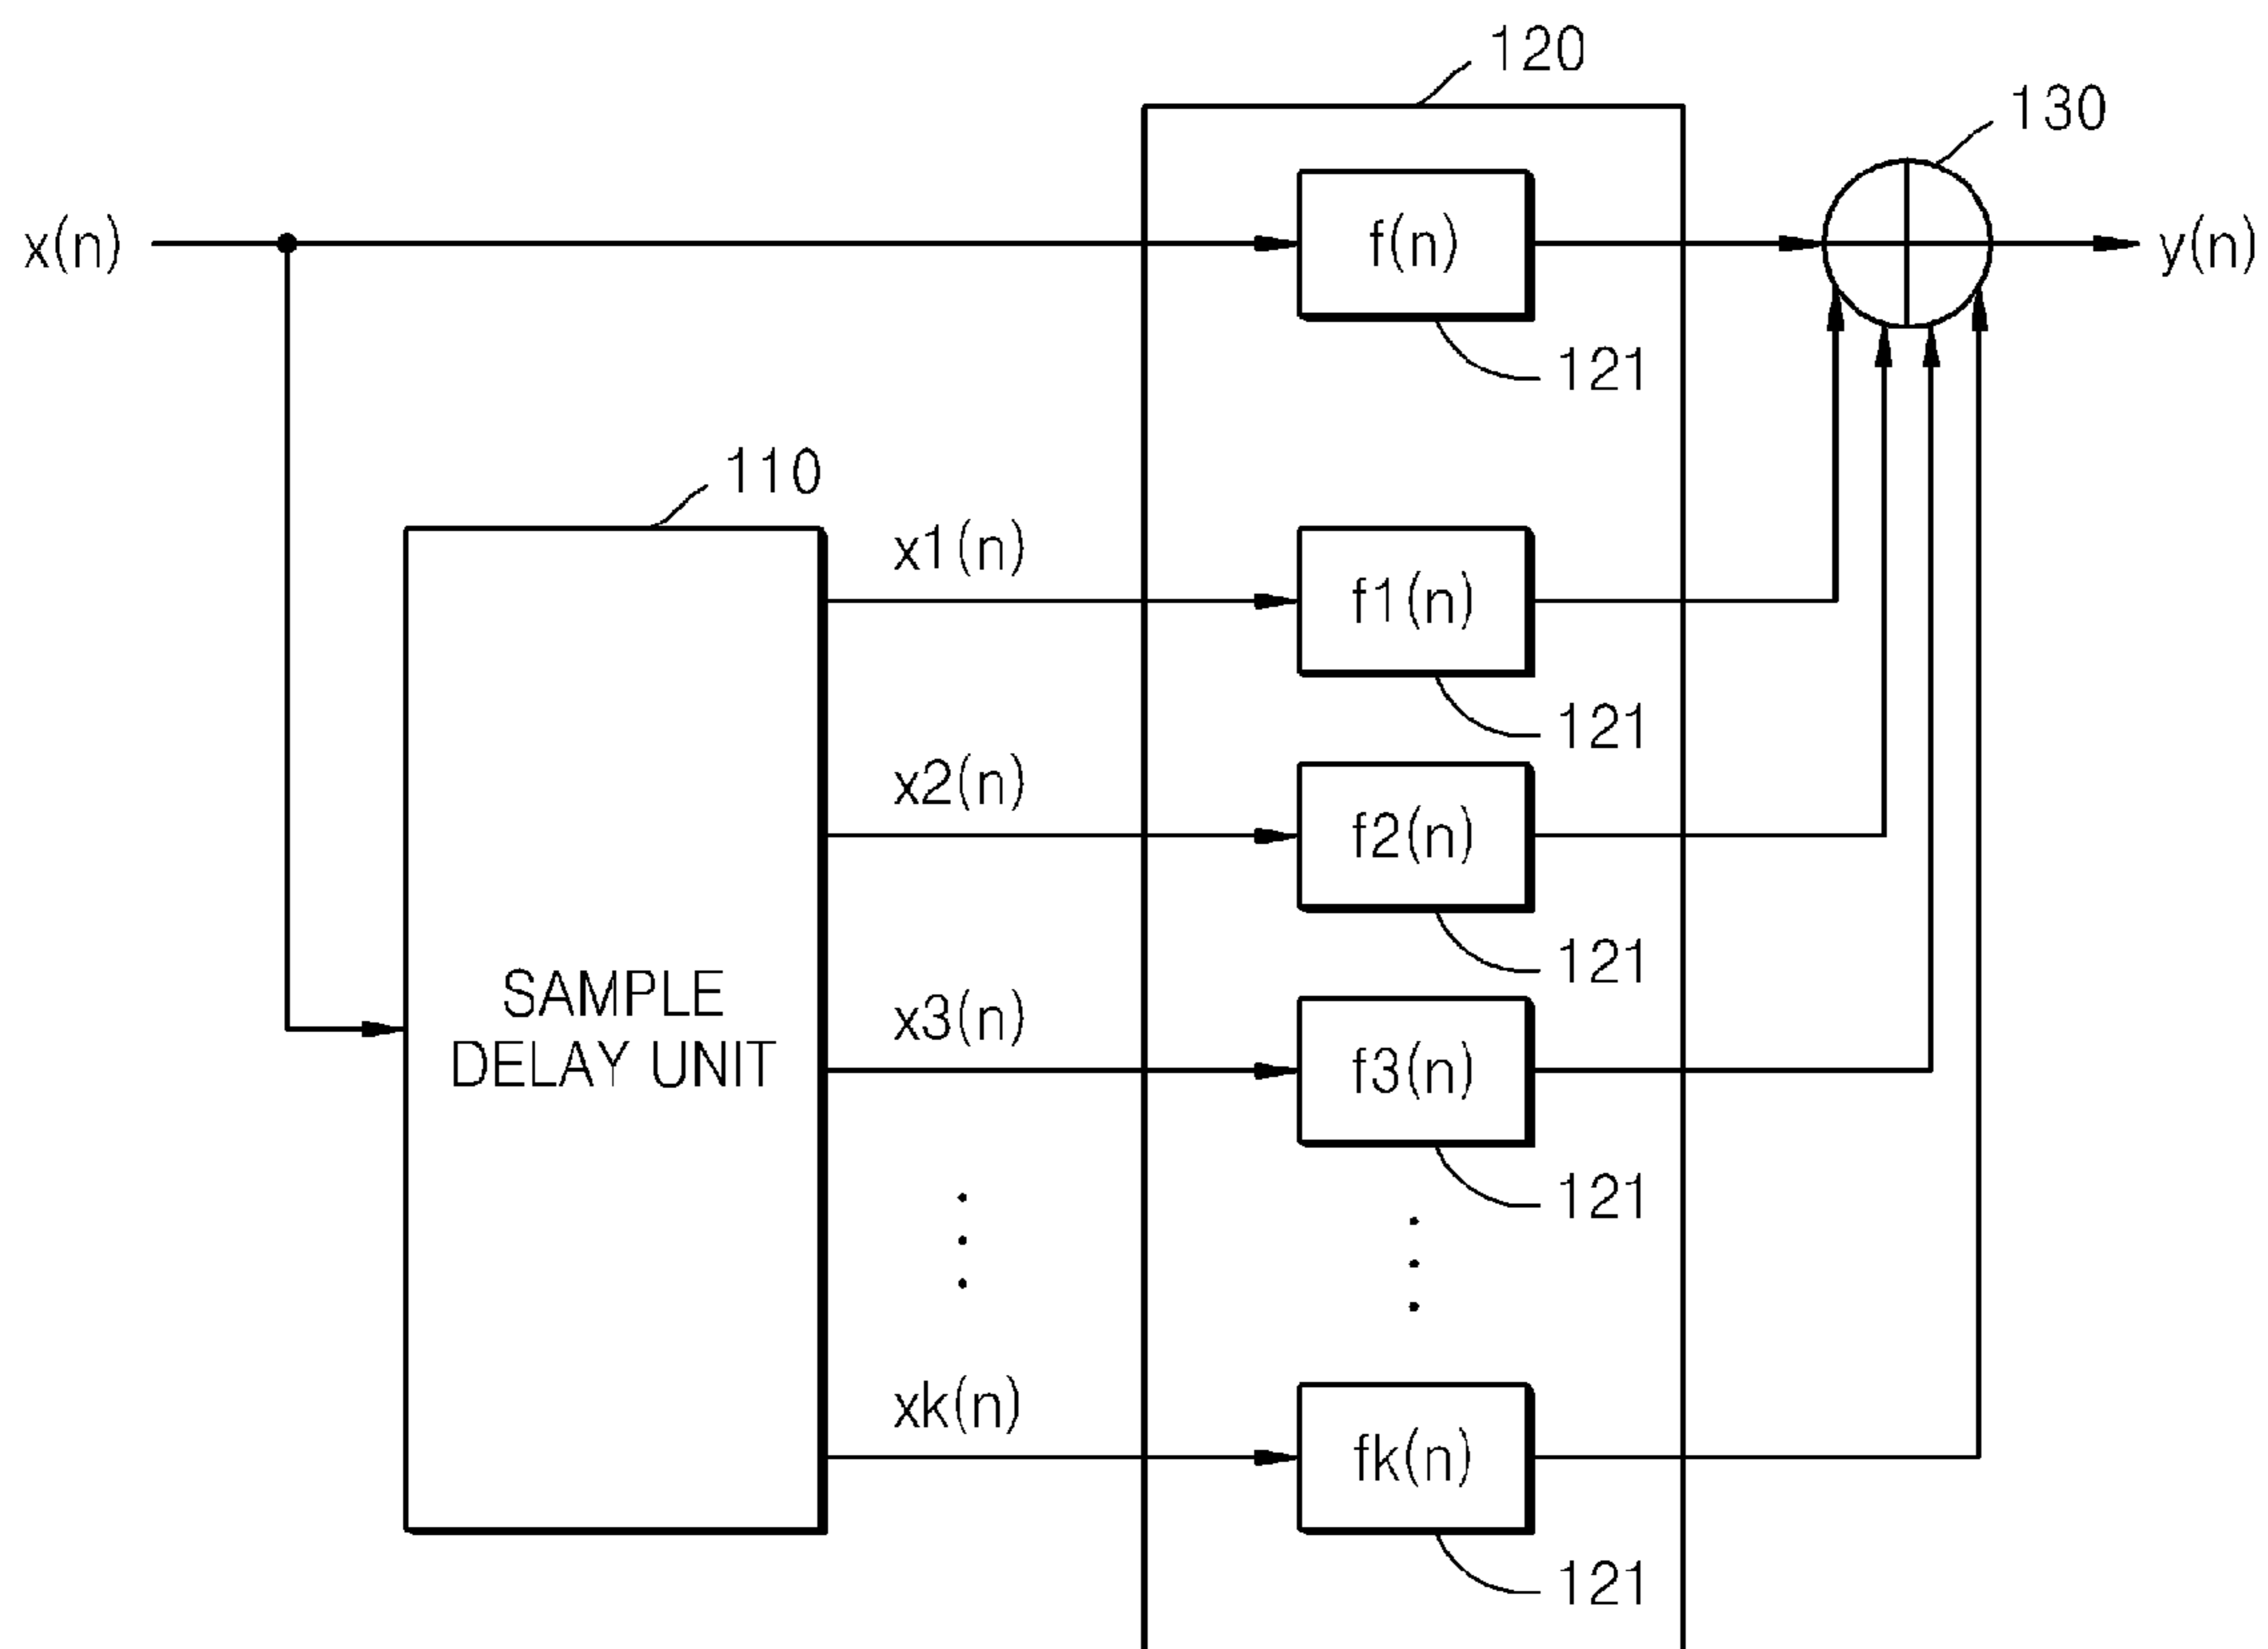 120
130
x(n)
f(n)
y(n)
121
110
x1(n)
f1(n)
121
x2(n)
f2(n)
121
SAMPLE
DELAY UNIT
x3(n)
f3(n)
121
xk(n)
fk(n)
121